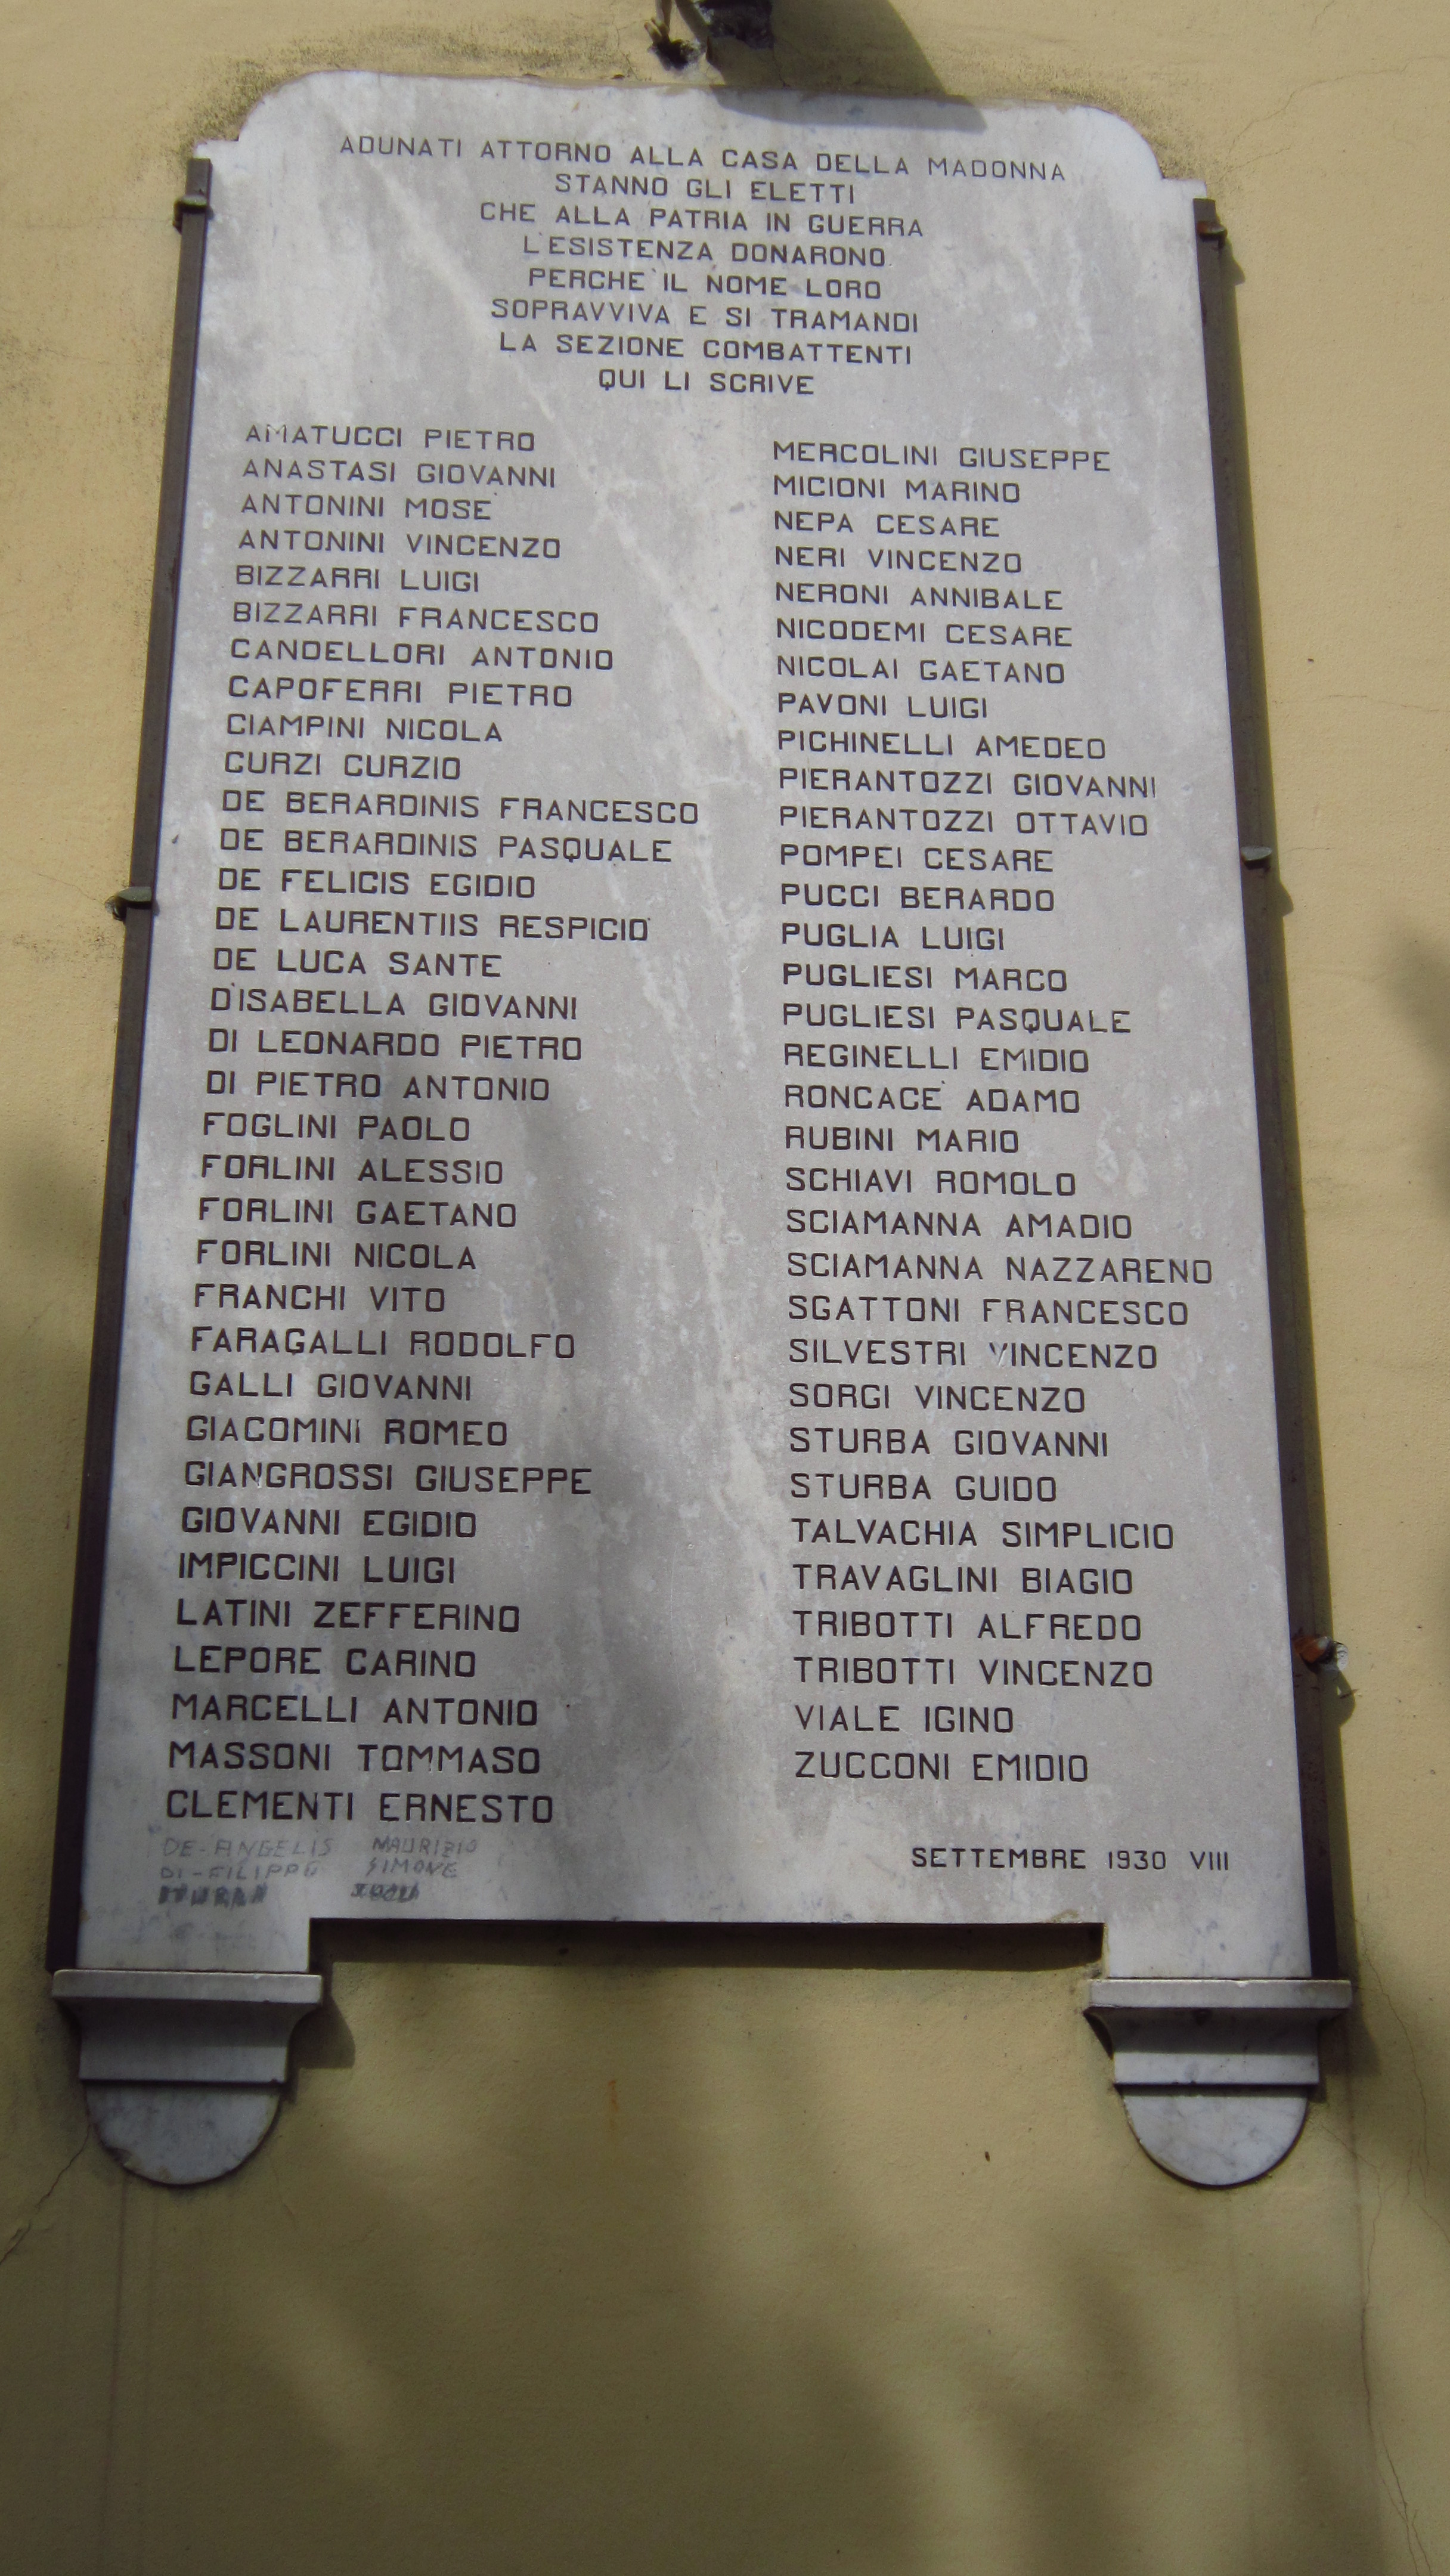 ADUNATI ATTORNO ALLA CASA DELLA MADONNA
STANNO GLI ELETTI
CHE ALLA PATRIA IN GUERRA
L'ESISTENZA DONARONO.
PERCHE' IL NOME LORO
SOPRAVVIVA E SI TRAMANDI
LA SEZIONE COMBATTENTI
QUI LI SCRIVE
AMATUCCI PIETRO
ANASTASI GIOVANNI
ANTONINI MOSE'
ANTONINI VINCENZO
BIZZARRI LUIGI
BIZZARRI FRANCESCO
CANDELLORI ANTONIO
CAPOFERRI PIETRO
CIAMPINI NICOLA
CURZI CURZIO
DE BERARDINIS FRANCESCO
DE BERARDINIS PASQUALE
DE FELICIS EGIDIO
DE LAURENTIIS RESPICIO
DE LUCA SANTE
D'ISABELLA GIOVANNI
DI LEONARDO PIETRO
DI PIETRO ANTONIO
FOGLINI PAOLO
FORLINI ALESSIO
FORLINI GAETANO
FORLINI NICOLA
FRANCHI VITO
FARAGALLI RODOLFO
GALLI GIOVANNI
GIACOMINI ROMEO
GIANGROSSI GIUSEPPE
GIOVANNI EGIDIO
IMPICCINI LUIGI
LATINI ZEFFERINO
LEPORE CARINO
MARCELLI ANTONIO
MASSONI TOMMASO
CLEMENTI ERNESTO
DE-ANGELIS MAURIZIO
DI-FILIPPO SIMONE
MERCOLINI GIUSEPPE
MICIONI MARINO
NEPA CESARE
NERI VINCENZO
NERONI ANNIBALE
NICODEMI CESARE
NICOLAI GAETANO
PAVONI LUIGI
PICHINELLI AMEDEO
PIERANTOZZI GIOVANNI
PIERANTOZZI OTTAVIO
POMPEI CESARE
PUCCI BERARDO
PUGLIA LUIGI
PUGLIESI MARCO
PUGLIESI PASQUALE
REGINELLI EMIDIO
RONCACE' ADAMO
RUBINI MARIO
SCHIAVI ROMOLO
SCIAMANNA AMADIO
SCIAMANNA NAZZARENO
SGATTONI FRANCESCO
SILVESTRI VINCENZO
SORGI VINCENZO
STURBA GIOVANNI
STURBA GUIDO
TALVACHIA SIMPLICIO
TRAVAGLINI BIAGIO
TRIBOTTI ALFREDO
TRIBOTTI VINCENZO
VIALE IGINO
ZUCCONI EMIDIO
SETTEMBRE 1930 VIII